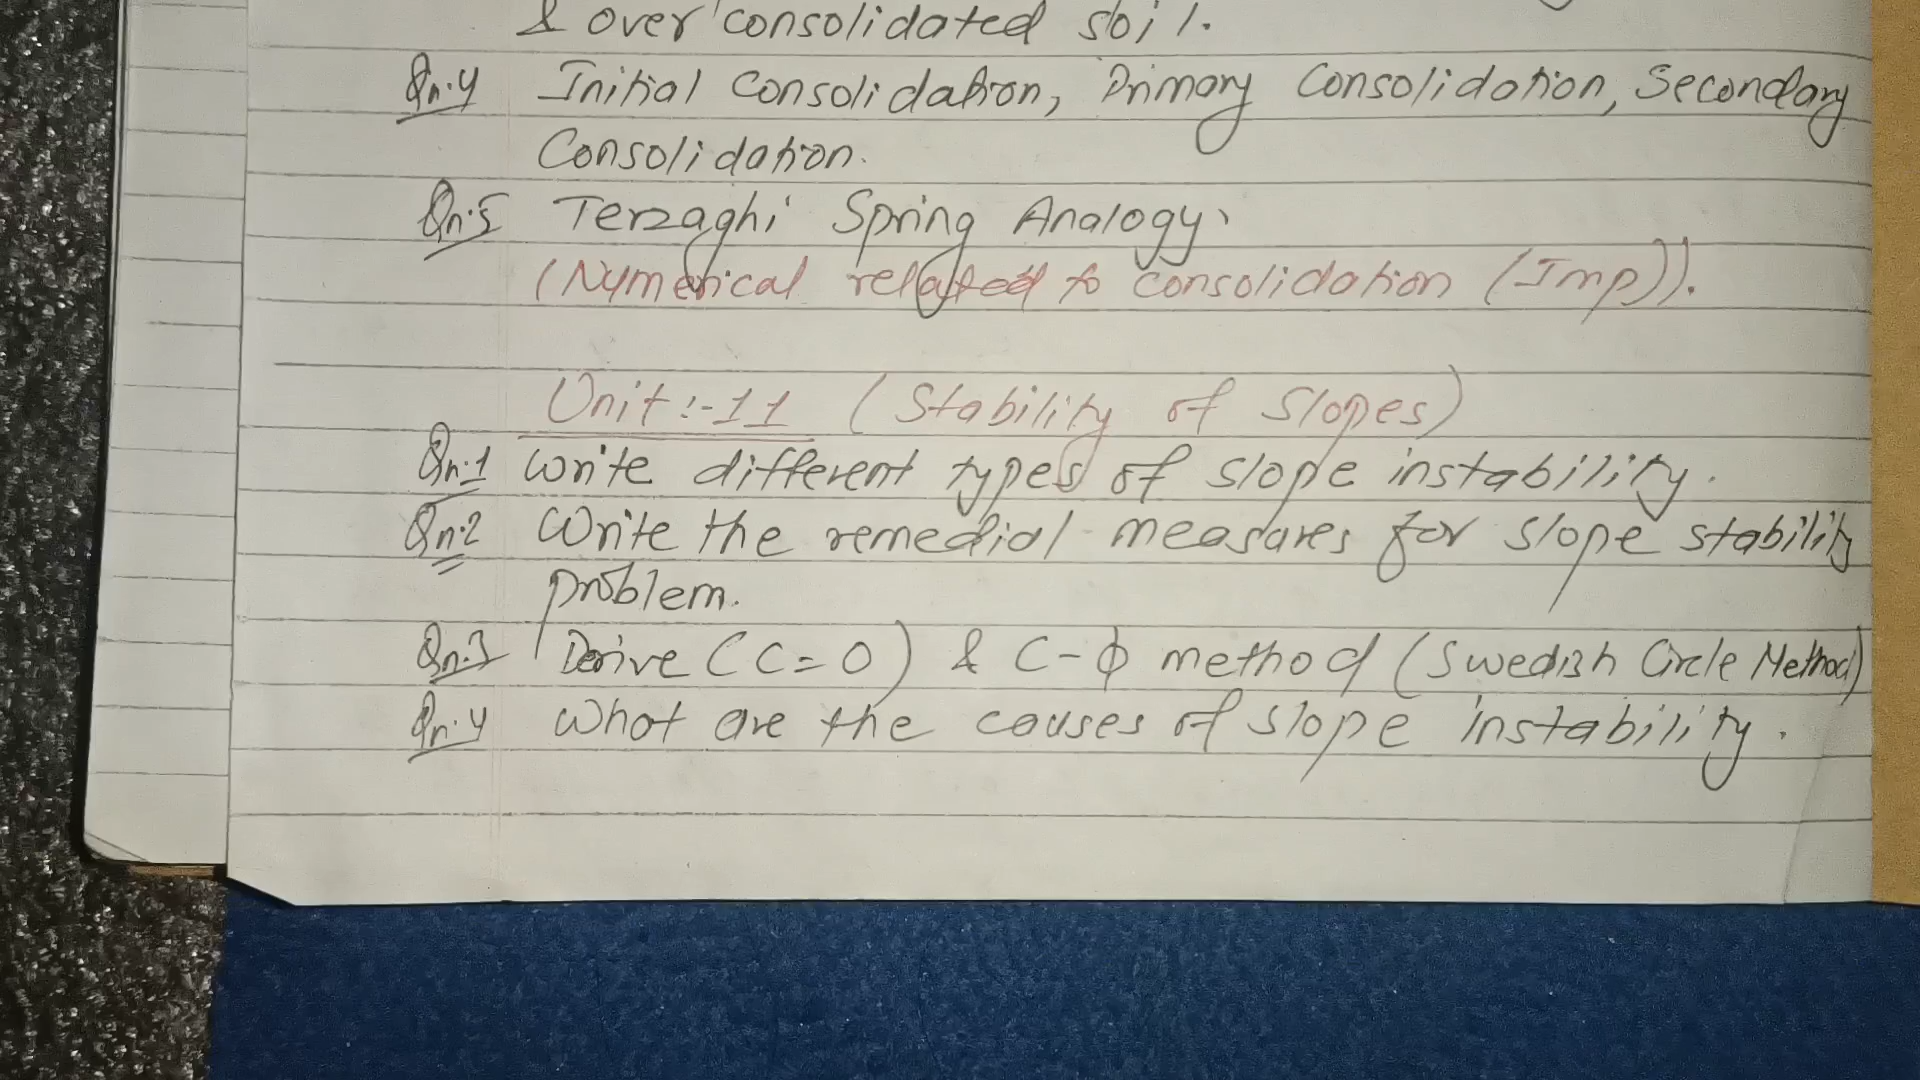 & over consolidated soil.
Qn.4 Initial Consolidation, Primary Consolidation, Secondary
Consolidation.
Qn.5 Terzaghi Spring Analogy.
(Numerical related to consolidation (Imp)).
Unit:-11 (Stability of Slopes)
Qn.1 Write different types of slope instability.
Qn.2 Write the remedial measures for slope stability
problem.
Qn.3 Derive (C=0) & C-φ method (Swedish Circle Method)
Qn.4 What are the causes of slope instability.